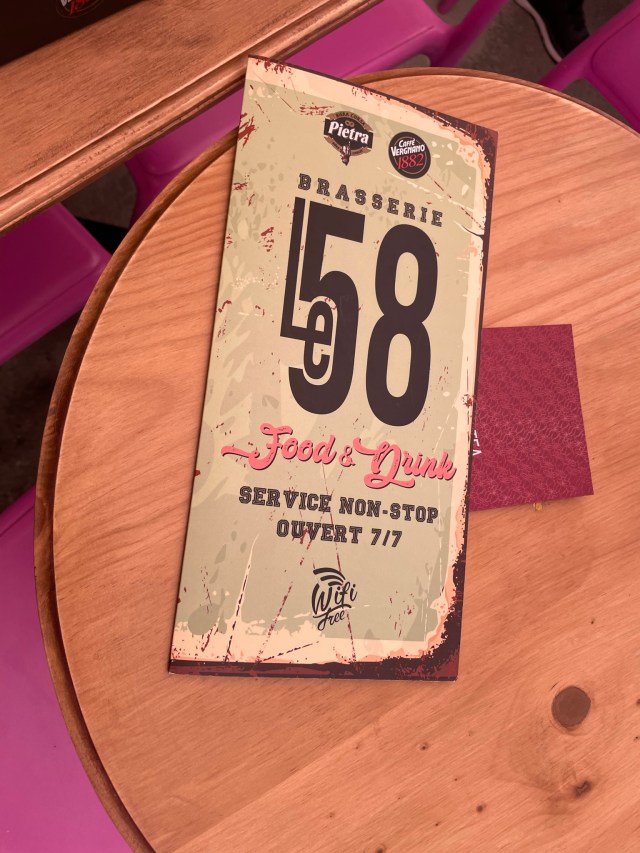 Pietra
Caffè
VERGNANO
1882
BRASSERIE
Le 58
Food & Drink
SERVICE NON-STOP
OUVERT 7/7
Wifi
free